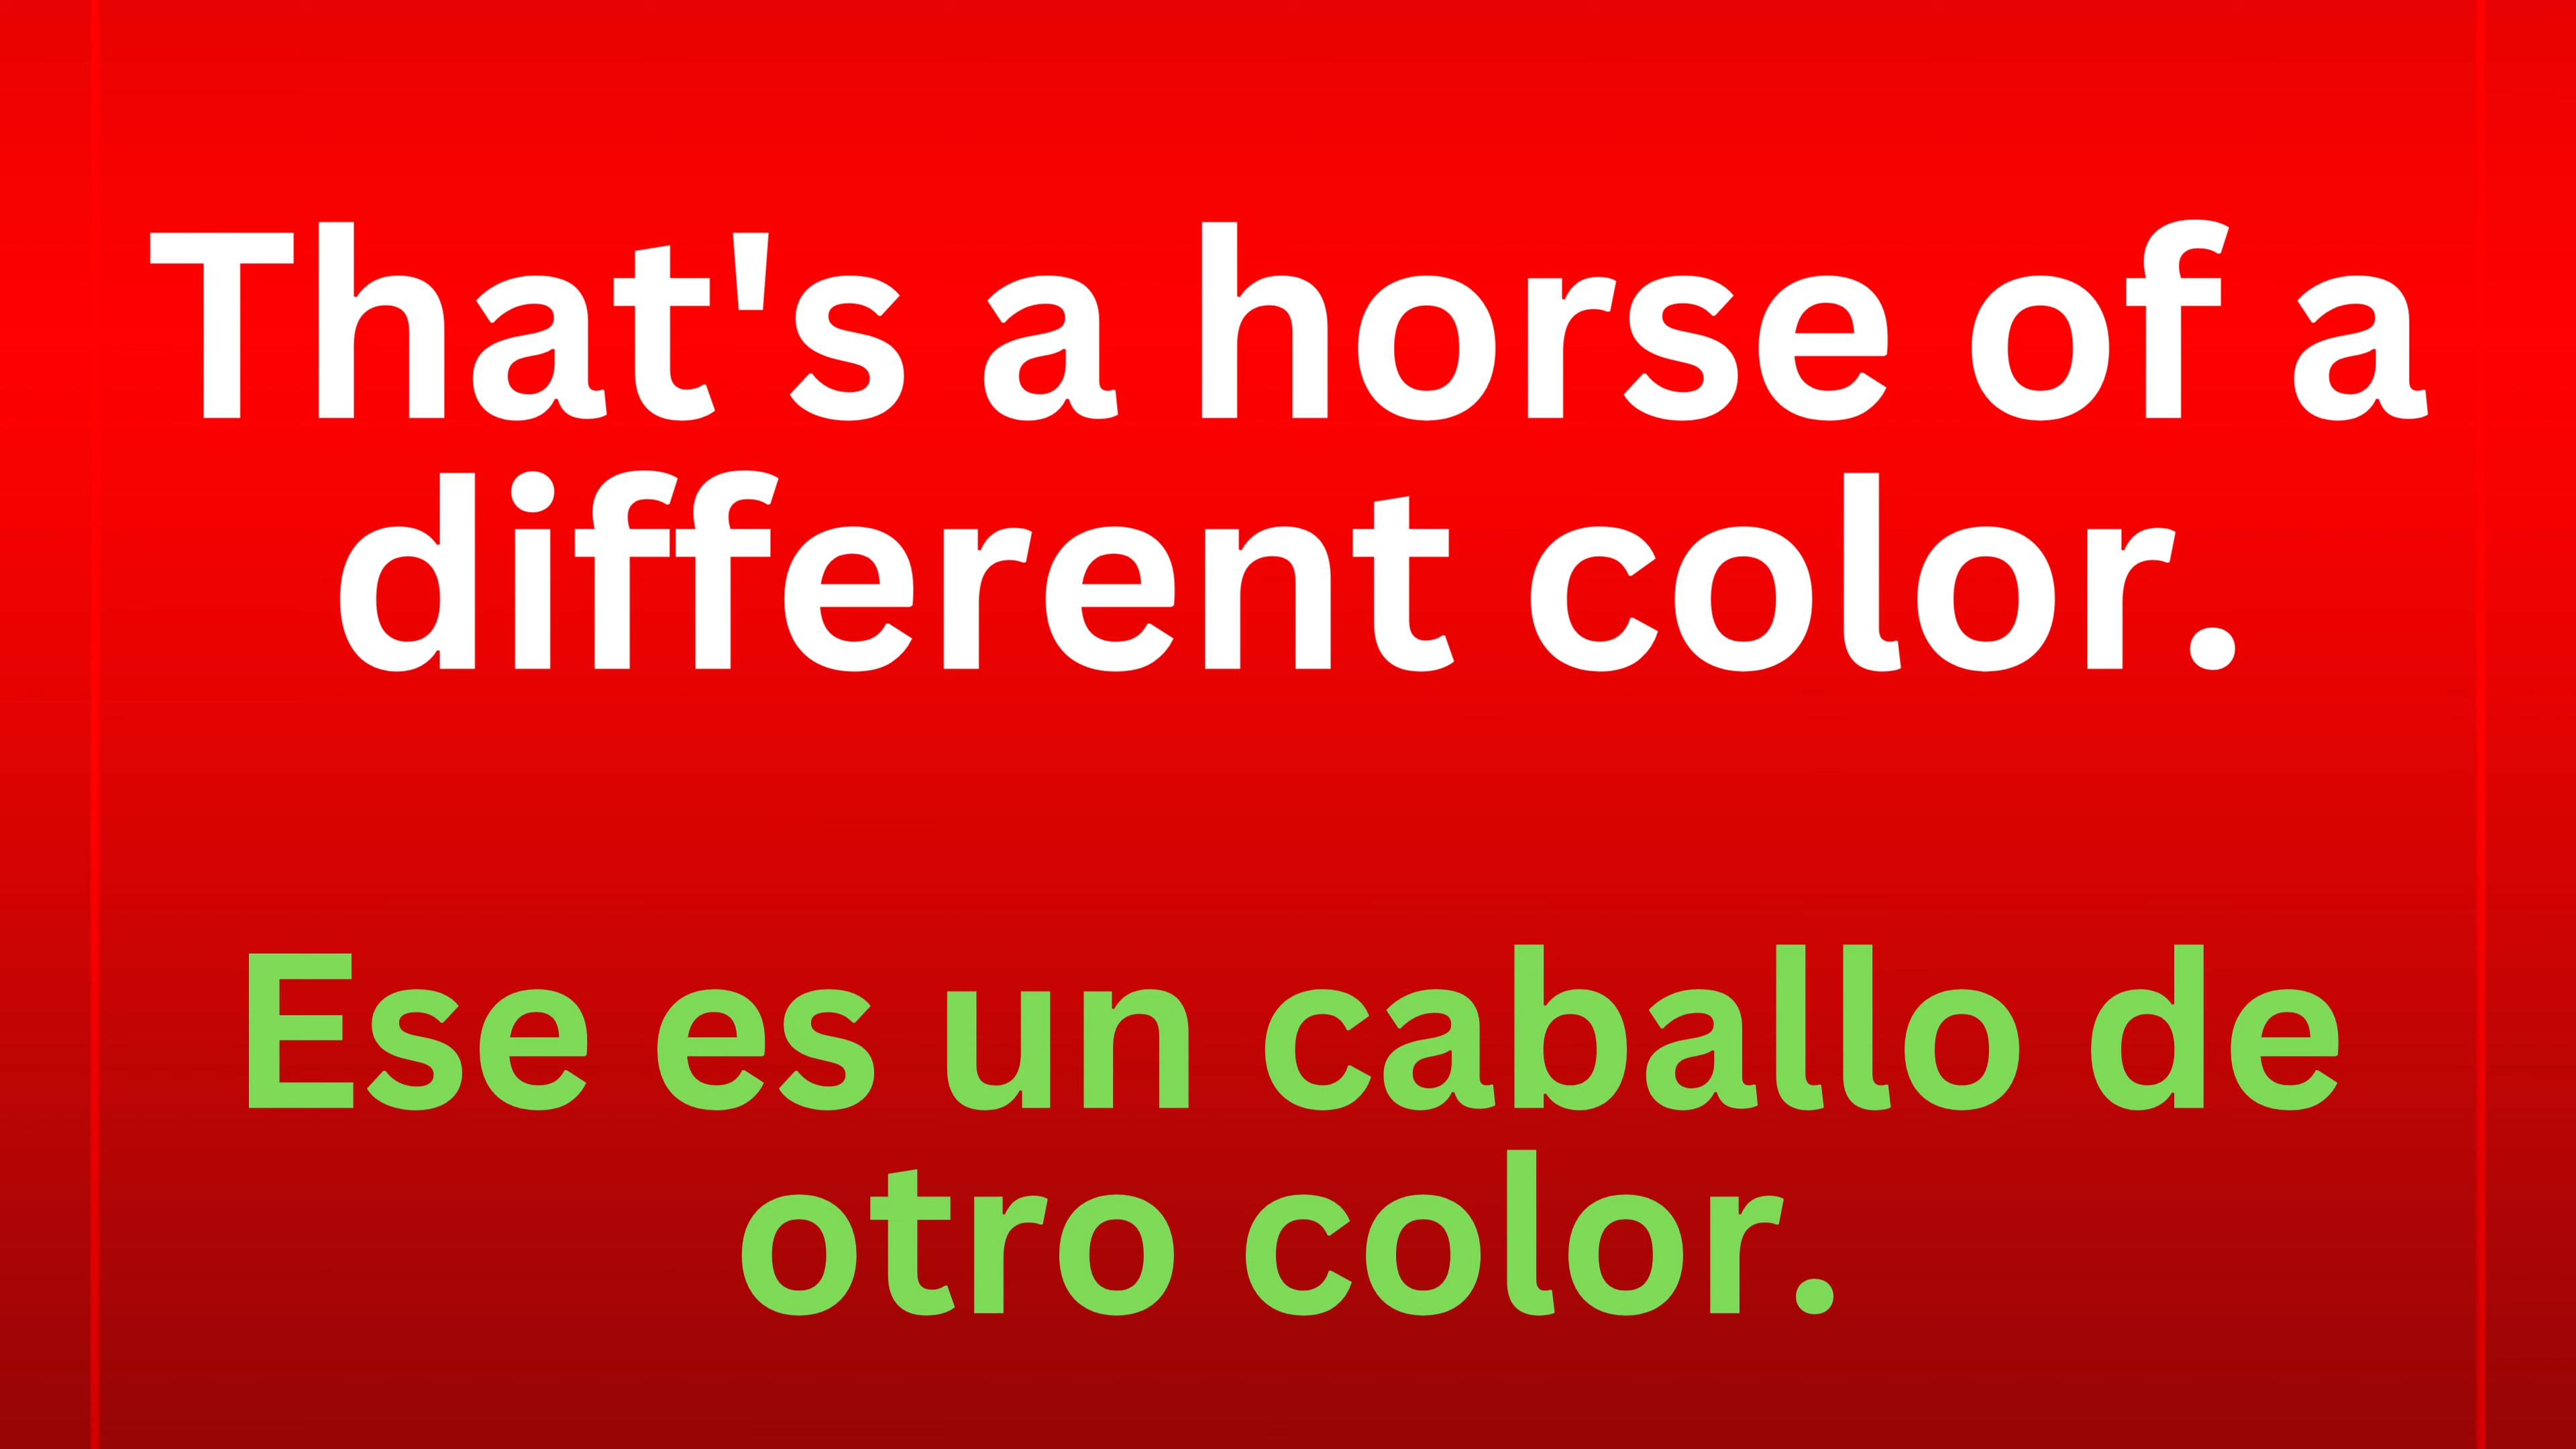 That's a horse of a
different color.
Ese es un caballo de
otro color.